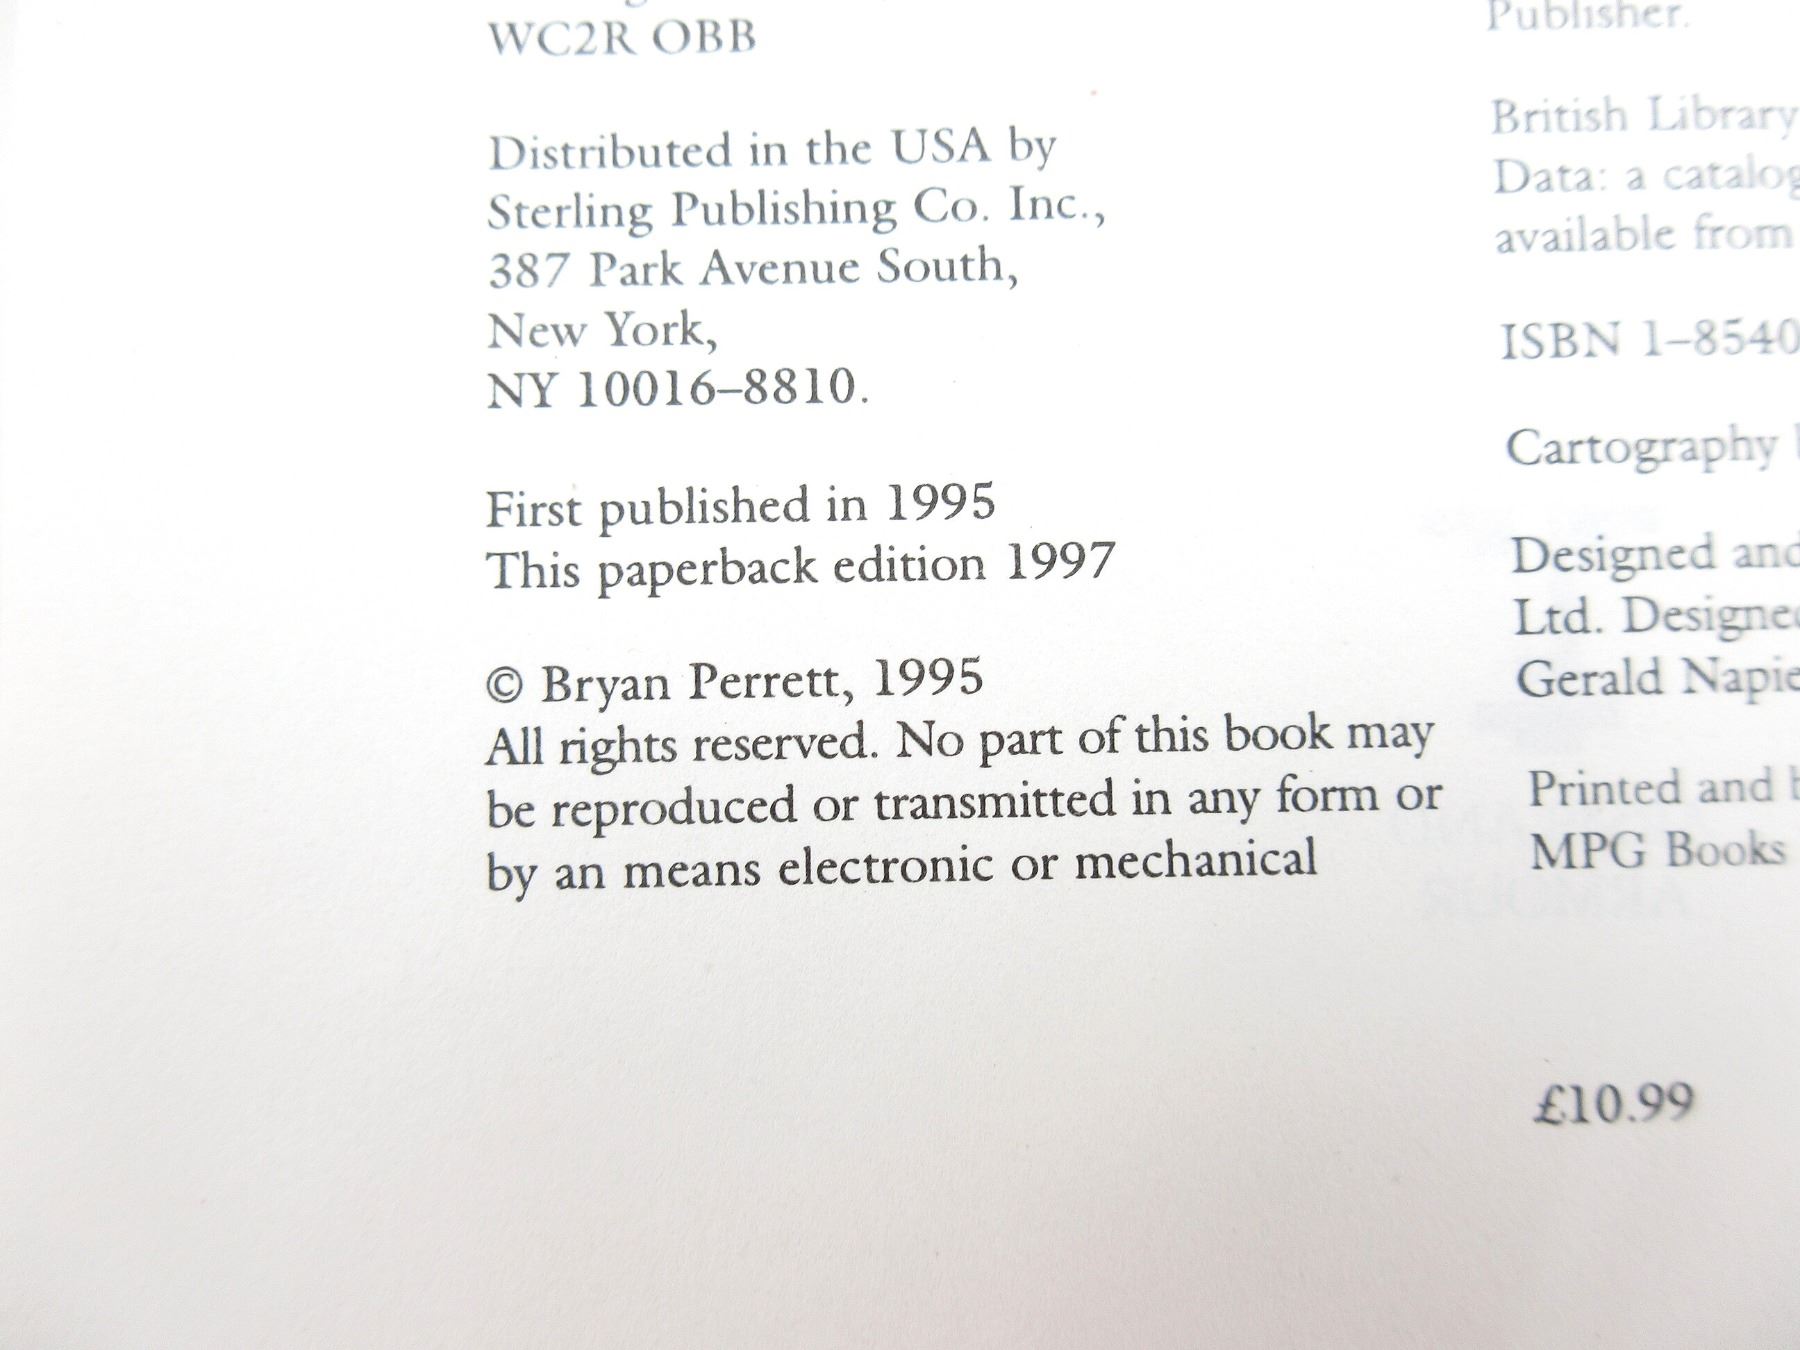 WC2R OBB
Distributed in the USA by
Sterling Publishing Co. Inc.,
387 Park Avenue South,
New York,
NY 10016–8810.
First published in 1995
This paperback edition 1997
© Bryan Perrett, 1995
All rights reserved. No part of this book may
be reproduced or transmitted in any form or
by an means electronic or mechanical
Publisher.
British Library
Data: a catalog
available from
ISBN 1–8540
Cartography
Designed and
Ltd. Designed
Gerald Napie
Printed and b
MPG Books
£10.99